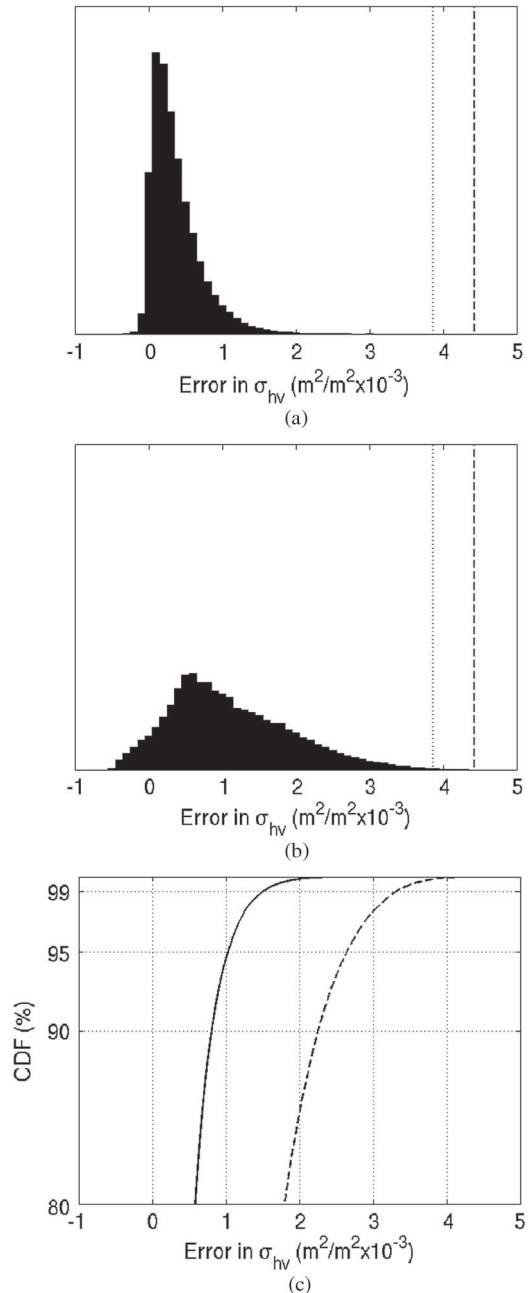 -1 0 1 2 3 4 5
Error in σhv (m²/m²x10⁻³)
(a)
-1 0 1 2 3 4 5
Error in σhv (m²/m²x10⁻³)
(b)
99
95
90
80
CDF (%)
-1 0 1 2 3 4 5
Error in σhv (m²/m²x10⁻³)
(c)